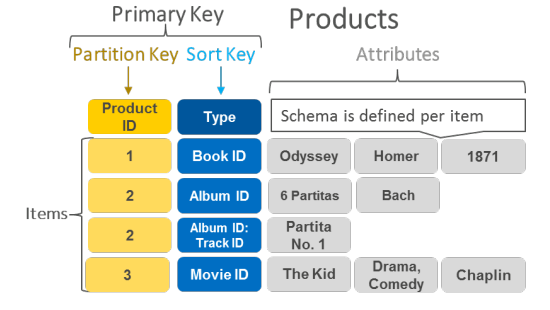 Primary Key
Products
Partition Key Sort Key
Attributes
Product
ID
Type
Schema is defined per item
1
Book ID
Odyssey
Homer
1871
2
Album ID
6 Partitas
Bach
Items
2
Album ID:
Track ID
Partita
No. 1
3
Movie ID
The Kid
Drama,
Comedy
Chaplin